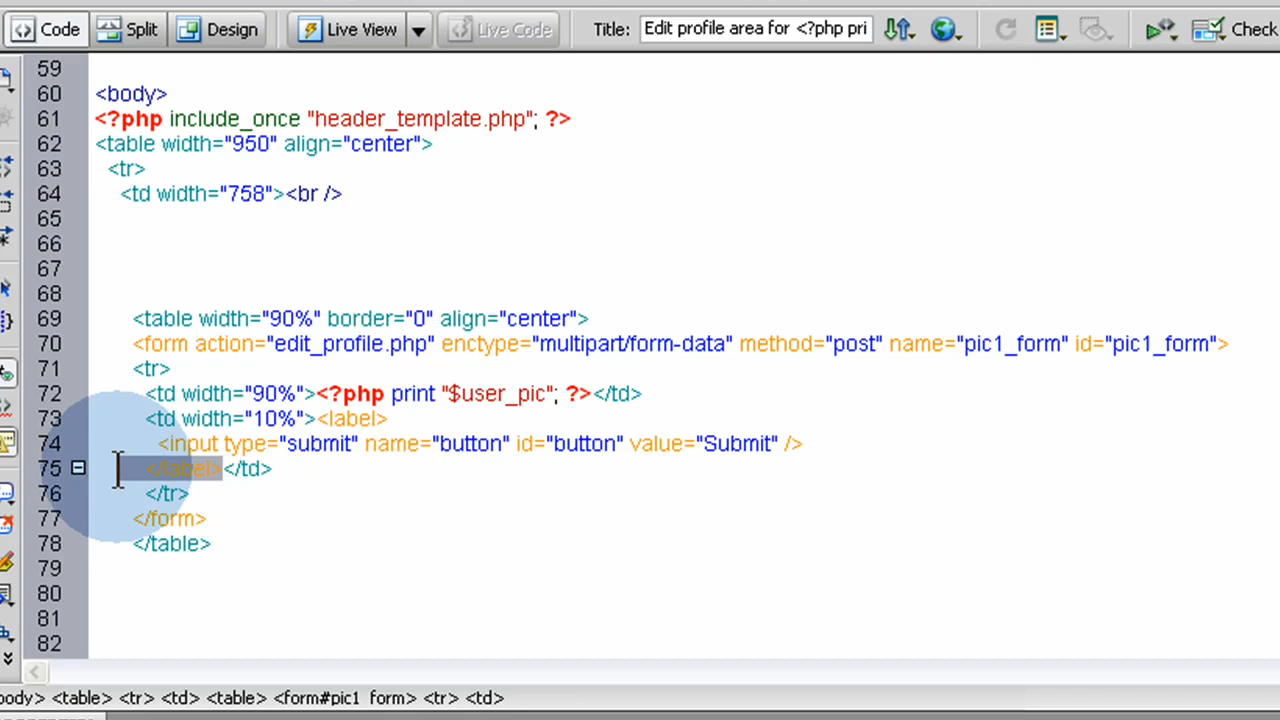 Code Split Design Live View Live Code Title: Edit profile area for <?php pri Check
59
60 <body>
61 <?php include_once "header_template.php"; ?>
62 <table width="950" align="center">
63 <tr>
64 <td width="758"><br />
65
66
67
68
69 <table width="90%" border="0" align="center">
70 <form action="edit_profile.php" enctype="multipart/form-data" method="post" name="pic1_form" id="pic1_form">
71 <tr>
72 <td width="90%"><?php print "$user_pic"; ?></td>
73 <td width="10%"><label>
74 <input type="submit" name="button" id="button" value="Submit" />
75 </label></td>
76 </tr>
77 </form>
78 </table>
79
80
81
82
ody> <table> <tr> <td> <table> <form#pic1_form> <tr> <td>